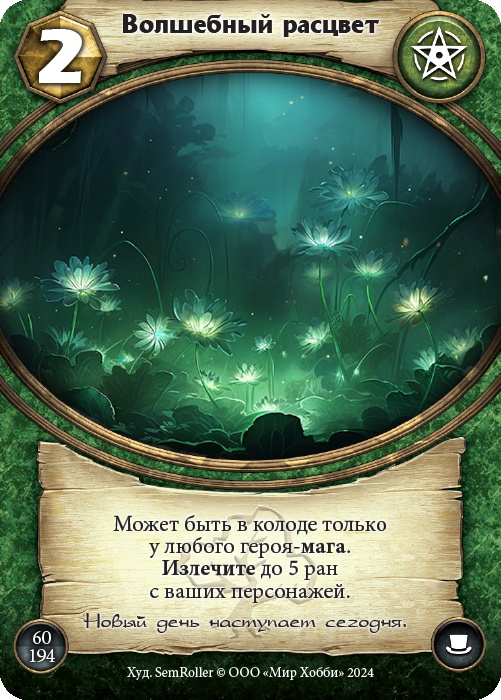 2
Волшебный расцвет
Может быть в колоде только
у любого героя-мага.
Излечите до 5 ран
с ваших персонажей.
Новый день наступает сегодня.
60
194
Худ. SemRoller © ООО «Мир Хобби» 2024